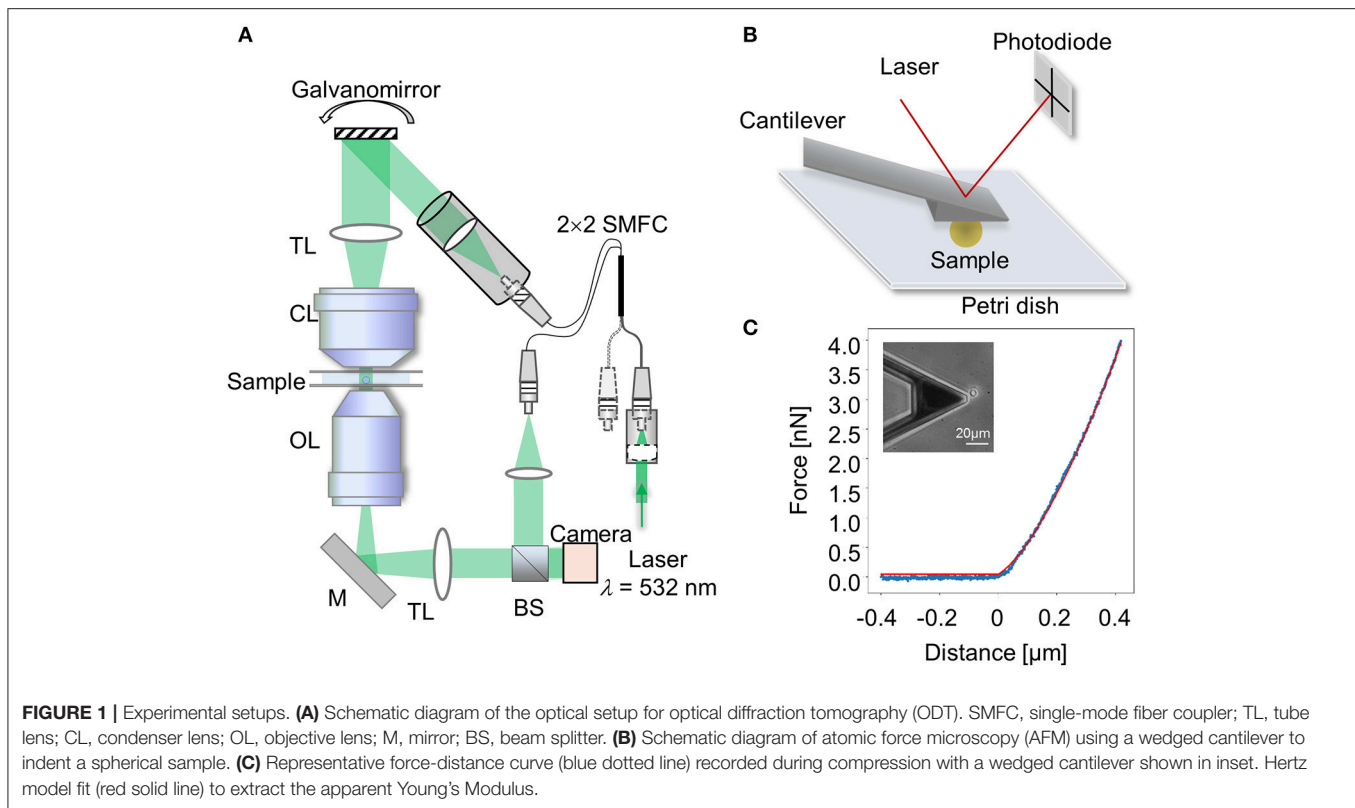 A
Galvanomirror
TL
2×2 SMFC
CL
Sample
OL
Camera
Laser
λ = 532 nm
M
TL
BS
B
Photodiode
Laser
Cantilever
Sample
Petri dish
C
4.0
3.5
3.0
2.5
2.0
1.5
1.0
0.5
0.0
Force [nN]
20μm
-0.4
-0.2
0
0.2
0.4
Distance [μm]
FIGURE 1 | Experimental setups. (A) Schematic diagram of the optical setup for optical diffraction tomography (ODT). SMFC, single-mode fiber coupler; TL, tube
lens; CL, condenser lens; OL, objective lens; M, mirror; BS, beam splitter. (B) Schematic diagram of atomic force microscopy (AFM) using a wedged cantilever to
indent a spherical sample. (C) Representative force-distance curve (blue dotted line) recorded during compression with a wedged cantilever shown in inset. Hertz
model fit (red solid line) to extract the apparent Young's Modulus.